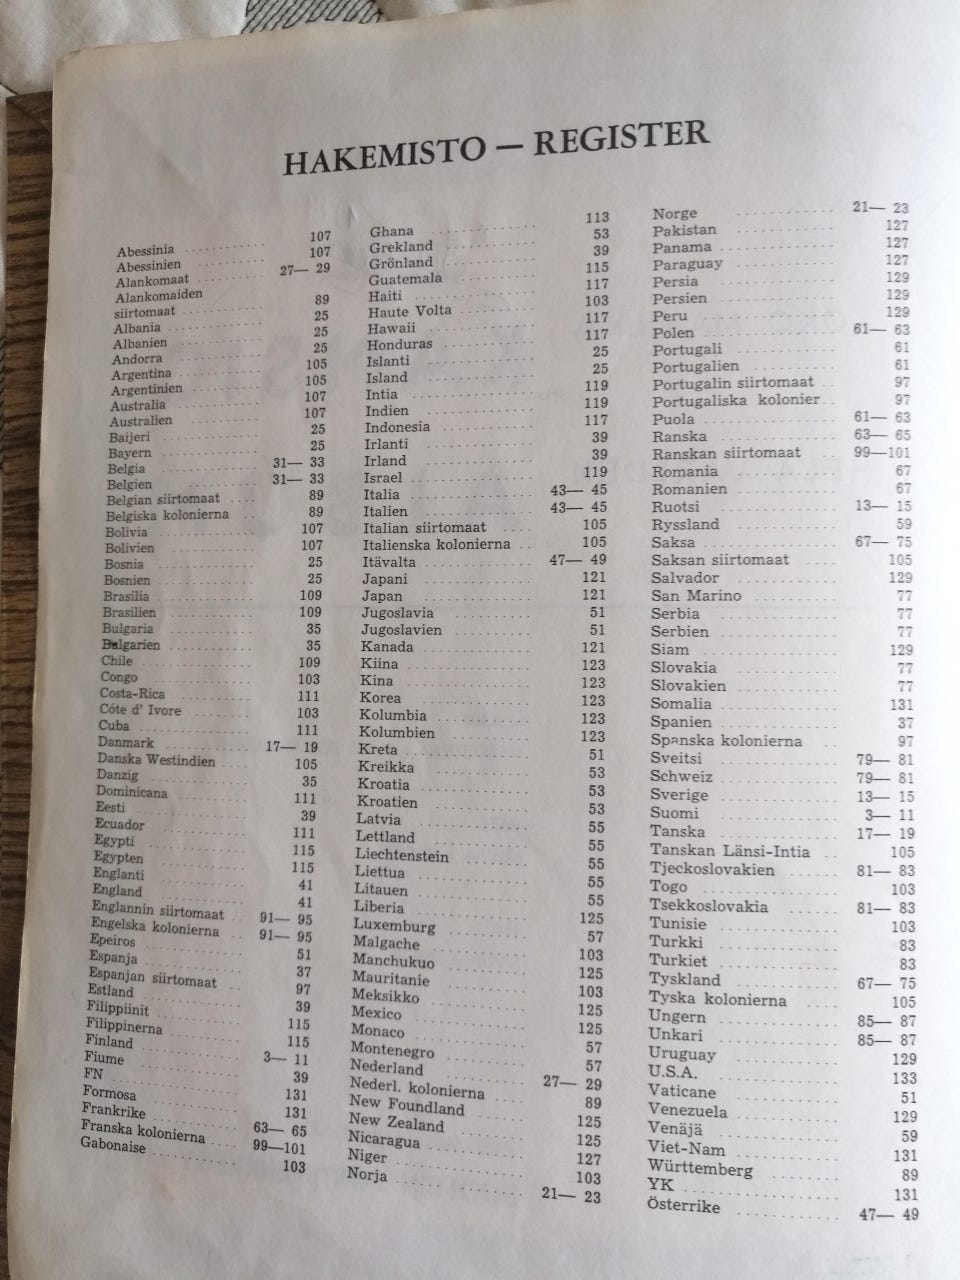 HAKEMISTO — REGISTER
Abessinia 107
Abessinien 107
Alankomaat 27— 29
Alankomaiden
siirtomaat 89
Albania 25
Albanien 25
Andorra 25
Argentina 105
Argentinien 105
Australia 107
Australien 107
Baijeri 25
Bayern 25
Belgia 31— 33
Belgien 31— 33
Belgian siirtomaat 89
Belgiska kolonierna 89
Bolivia 107
Bolivien 107
Bosnia 25
Bosnien 25
Brasilia 109
Brasilien 109
Bulgaria 35
Bulgarien 35
Chile 109
Congo 103
Costa-Rica 111
Côte d' Ivore 103
Cuba 111
Danmark 17— 19
Danska Westindien 105
Danzig 35
Dominicana 111
Eesti 39
Ecuador 111
Egypti 115
Egypten 115
Englanti 41
England 41
Englannin siirtomaat 91— 95
Engelska kolonierna 91— 95
Epeiros 51
Espanja 37
Espanjan siirtomaat 97
Estland 39
Filippiinit 115
Filippinerna 115
Finland 3— 11
Fiume 39
FN 131
Formosa 131
Frankrike 63— 65
Franska kolonierna 99—101
Gabonaise 103
Ghana 113
Grekland 53
Grönland 39
Guatemala 115
Haiti 117
Haute Volta 103
Hawaii 117
Honduras 117
Islanti 25
Island 25
Intia 119
Indien 119
Indonesia 117
Irlanti 39
Irland 39
Israel 119
Italia 43— 45
Italien 43— 45
Italian siirtomaat 105
Italienska kolonierna 105
Itävalta 47— 49
Japani 121
Japan 121
Jugoslavia 51
Jugoslavien 51
Kanada 121
Kiina 123
Kina 123
Korea 123
Kolumbia 123
Kolumbien 123
Kreta 51
Kreikka 53
Kroatia 53
Kroatien 53
Latvia 55
Lettland 55
Liechtenstein 55
Liettua 55
Litauen 55
Liberia 125
Luxemburg 57
Malgache 103
Manchukuo 125
Mauritanie 103
Meksikko 125
Mexico 125
Monaco 57
Montenegro 57
Nederland 27— 29
Nederl. kolonierna 89
New Foundland 125
New Zealand 125
Nicaragua 127
Niger 103
Norja 21— 23
Norge 21— 23
Pakistan 127
Panama 127
Paraguay 127
Persia 129
Persien 129
Peru 129
Polen 61— 63
Portugali 61
Portugalien 61
Portugalin siirtomaat 97
Portugaliska kolonier 97
Puola 61— 63
Ranska 63— 65
Ranskan siirtomaat 99—101
Romania 67
Romanien 67
Ruotsi 13— 15
Ryssland 59
Saksa 67— 75
Saksan siirtomaat 105
Salvador 129
San Marino 77
Serbia 77
Serbien 77
Siam 129
Slovakia 77
Slovakien 77
Somalia 131
Spanien 37
Spanska kolonierna 97
Sveitsi 79— 81
Schweiz 79— 81
Sverige 13— 15
Suomi 3— 11
Tanska 17— 19
Tanskan Länsi-Intia 105
Tjeckoslovakien 81— 83
Togo 103
Tsekkoslovakia 81— 83
Tunisie 103
Turkki 83
Turkiet 83
Tyskland 67— 75
Tyska kolonierna 105
Ungern 85— 87
Unkari 85— 87
Uruguay 129
U.S.A. 133
Vaticane 51
Venezuela 129
Venäjä 59
Viet-Nam 131
Württemberg 89
YK 131
Österrike 47— 49